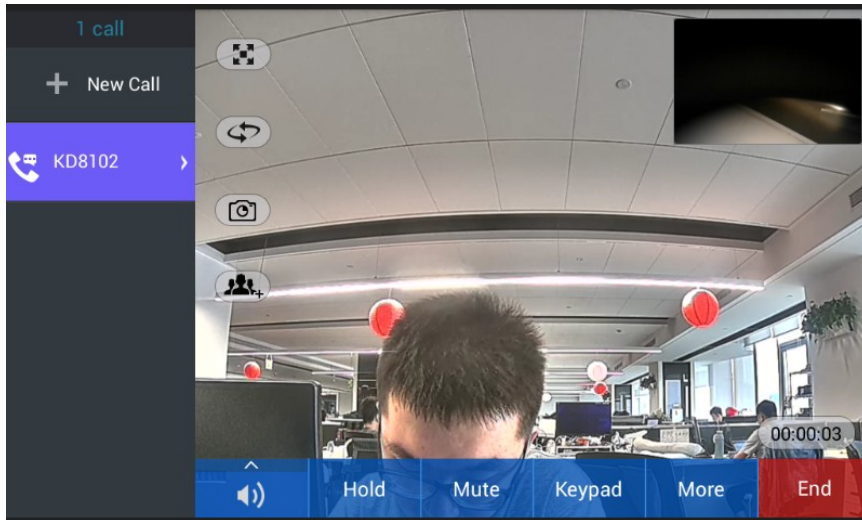 1 call
New Call
KD8102
00:00:03
Hold
Mute
Keypad
More
End